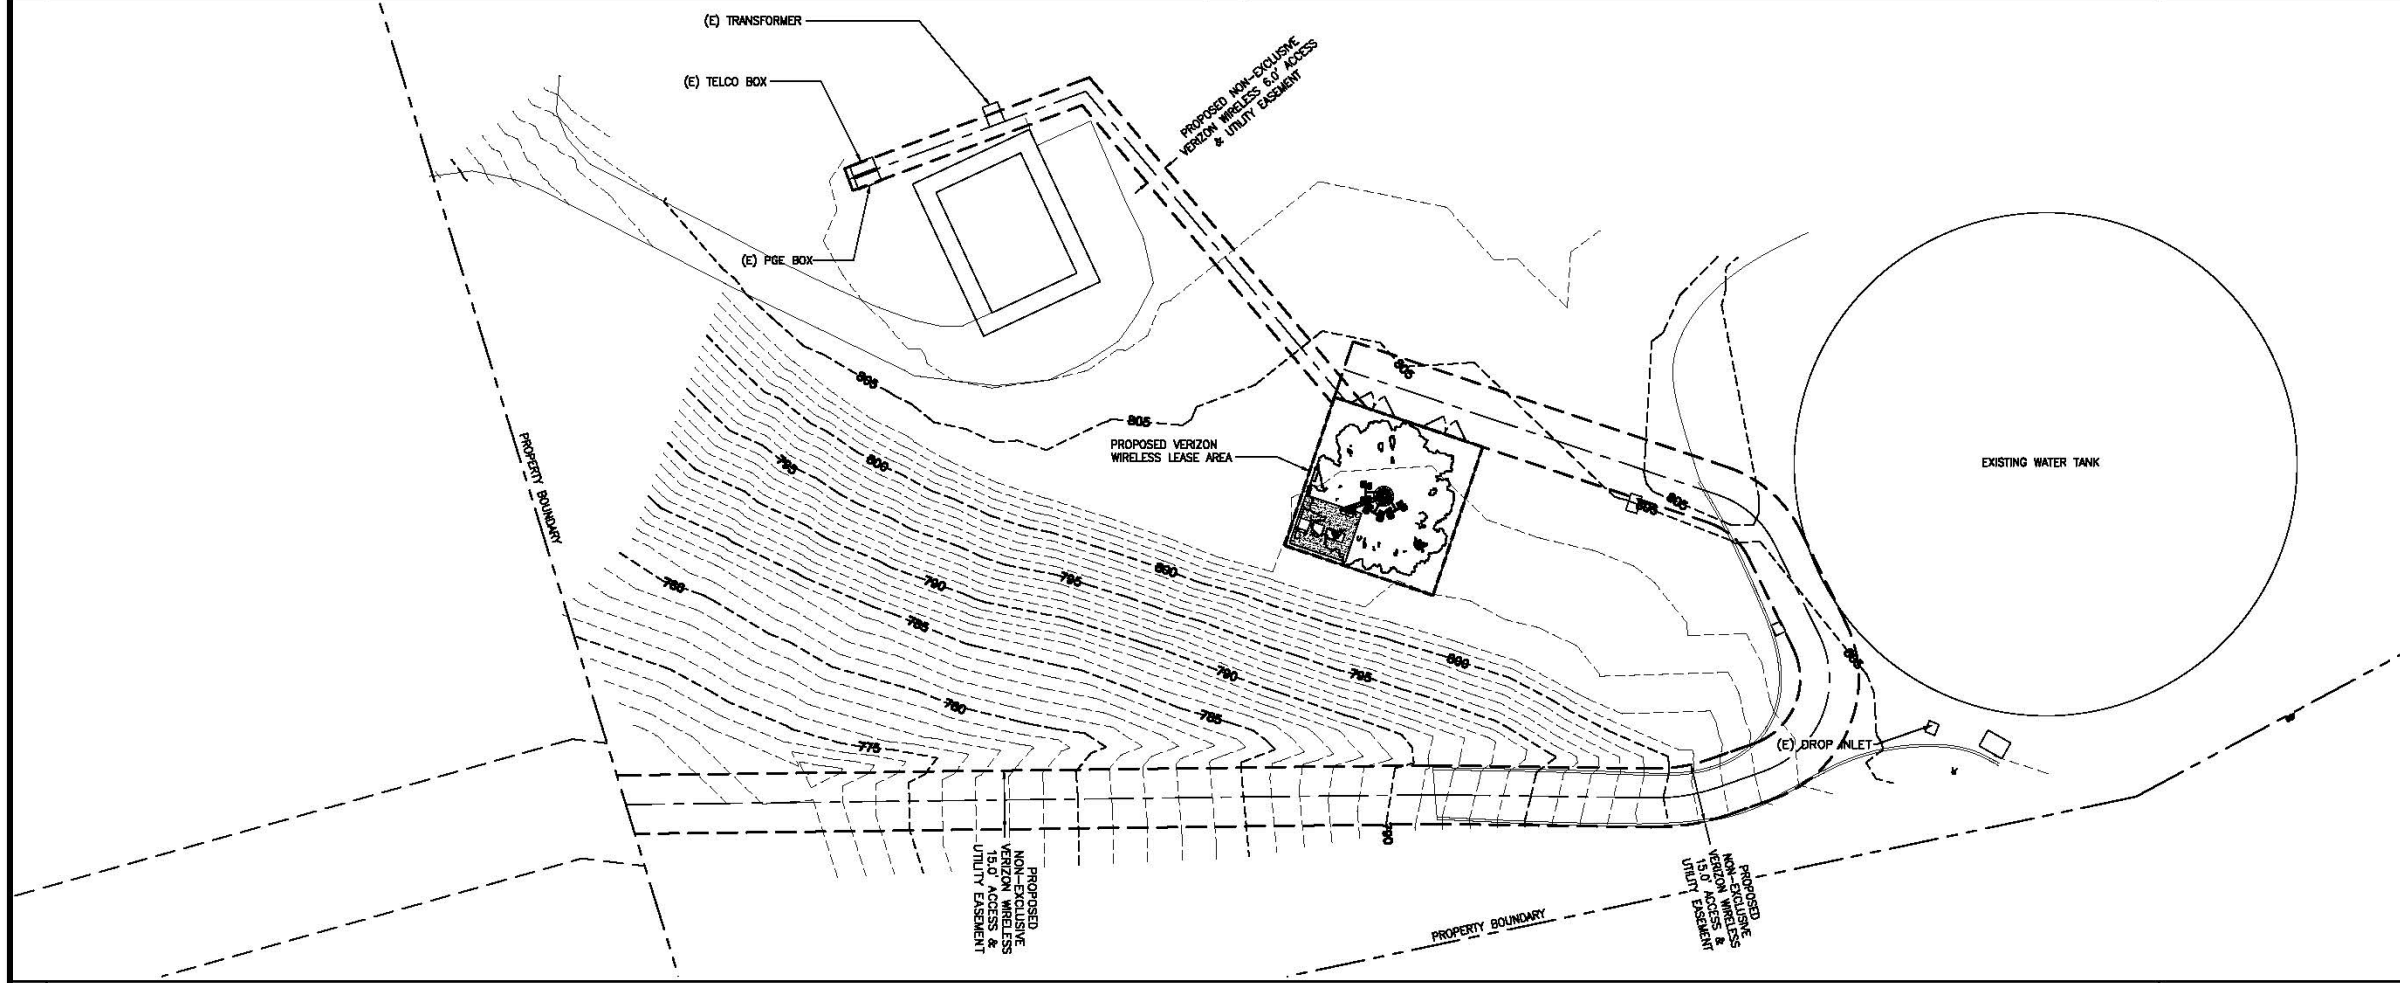 (E) TRANSFORMER
(E) TELCO BOX
PROPOSED NON-EXCLUSIVE
VERIZON WIRELESS 6.0' ACCESS
& UTILITY EASEMENT
(E) PGE BOX
805
805
805
PROPOSED VERIZON
WIRELESS LEASE AREA
EXISTING WATER TANK
795
800
805
805
PROPERTY BOUNDARY
780
790
795
800
785
805
800
790
795
780
785
775
(E) DROP INLET
790
PROPOSED
NON-EXCLUSIVE
VERIZON WIRELESS
15.0' ACCESS &
UTILITY EASEMENT
PROPOSED
NON-EXCLUSIVE
VERIZON WIRELESS
15.0' ACCESS &
UTILITY EASEMENT
PROPERTY BOUNDARY